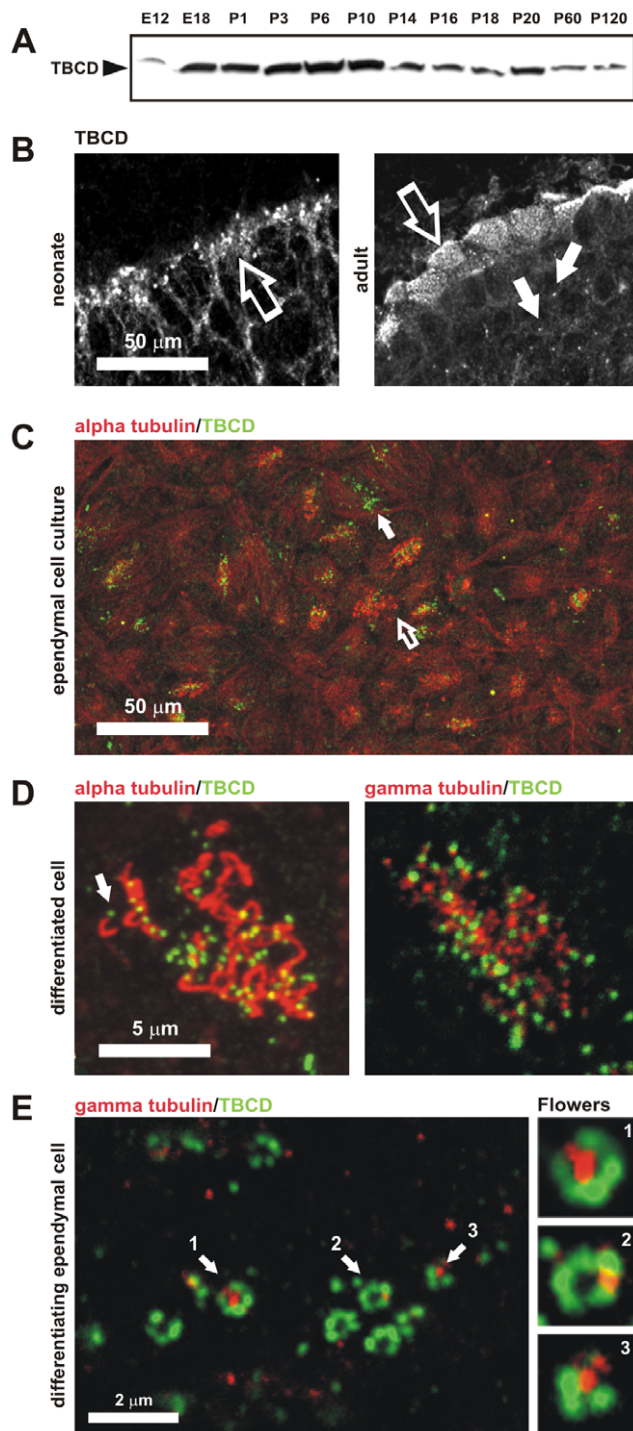 A
E12 E18 P1 P3 P6 P10 P14 P16 P18 P20 P60 P120
TBCD
B
TBCD
neonate
50 μm
adult
C
alpha tubulin/TBCD
ependymal cell culture
50 μm
D
alpha tubulin/TBCD
gamma tubulin/TBCD
differentiated cell
5 μm
E
gamma tubulin/TBCD
Flowers
differentiating ependymal cell
1
2
3
2 μm
1
2
3